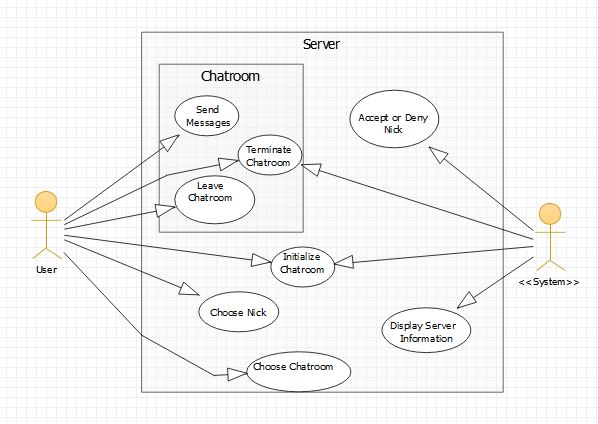 Server
Chatroom
Send
Messages
Accept or Deny
Nick
Terminate
Chatroom
Leave
Chatroom
User
Initialize
Chatroom
<<System>>
Choose Nick
Display Server
Information
Choose Chatroom